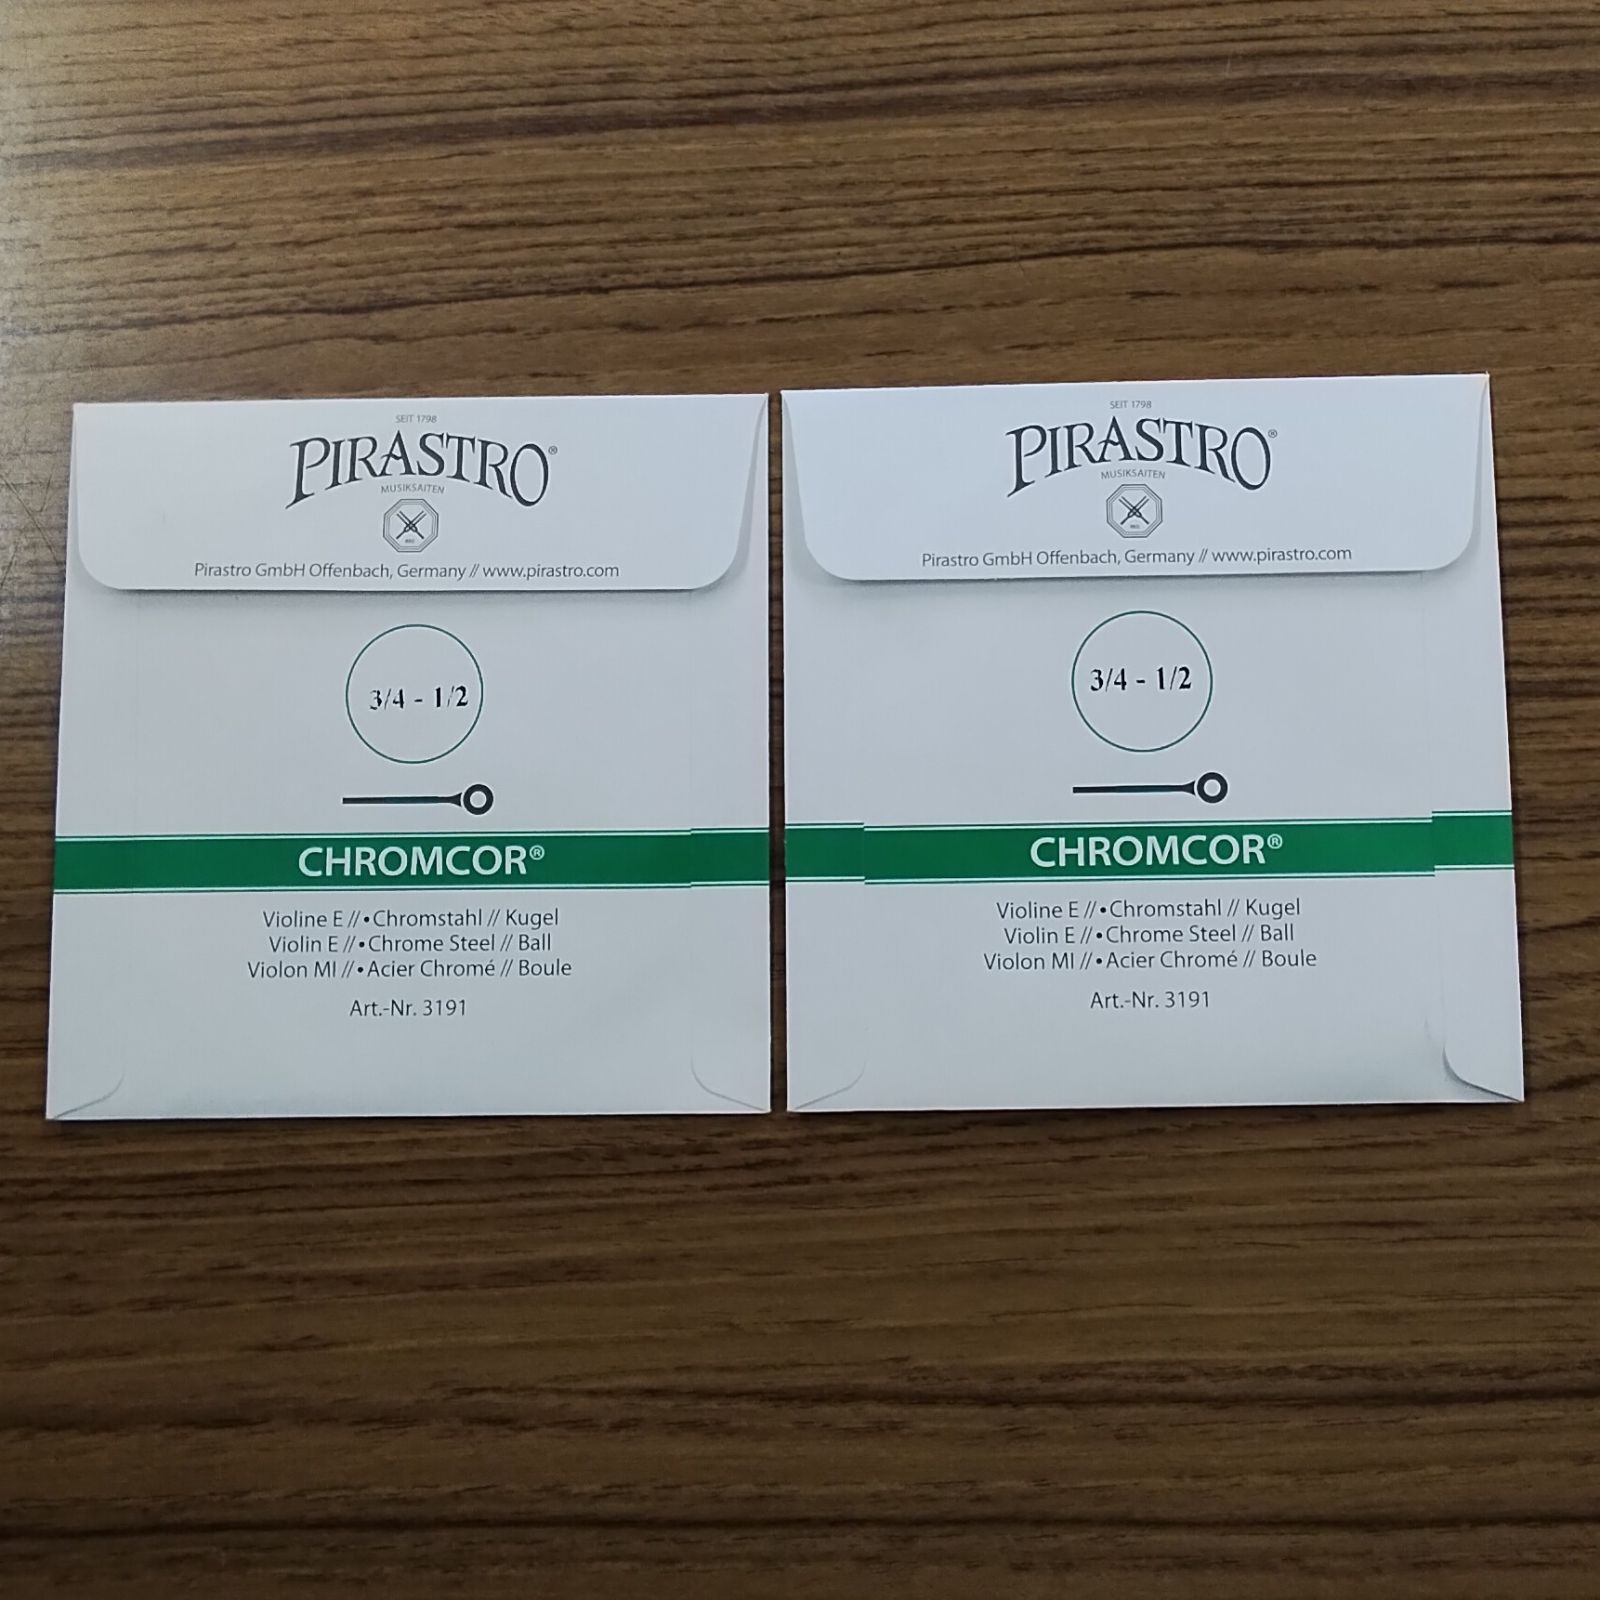 SEIT 1798
PIRASTRO®
MUSIKSAITEN
Pirastro GmbH Offenbach, Germany // www.pirastro.com
3/4 - 1/2
CHROMCOR®
Violine E //•Chromstahl // Kugel
Violin E //•Chrome Steel // Ball
Violon MI //•Acier Chromé // Boule
Art.-Nr. 3191
SEIT 1798
PIRASTRO®
MUSIKSAITEN
Pirastro GmbH Offenbach, Germany // www.pirastro.com
3/4 - 1/2
CHROMCOR®
Violine E //•Chromstahl // Kugel
Violin E //•Chrome Steel // Ball
Violon MI //•Acier Chromé // Boule
Art.-Nr. 3191